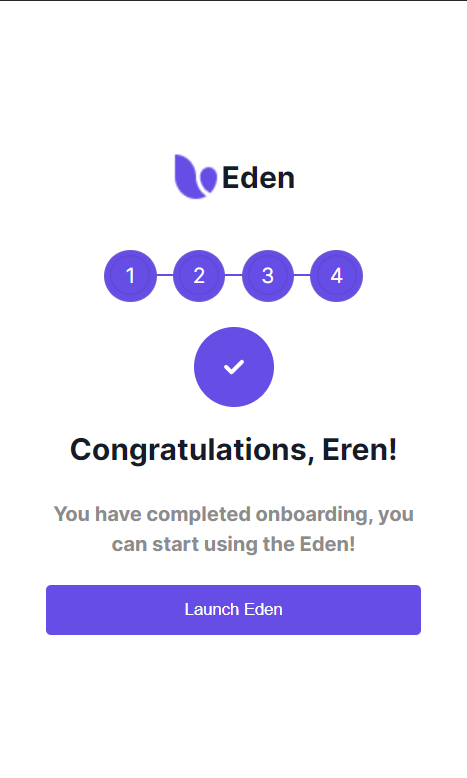 Eden
1 2 3 4
Congratulations, Eren!
You have completed onboarding, you
can start using the Eden!
Launch Eden